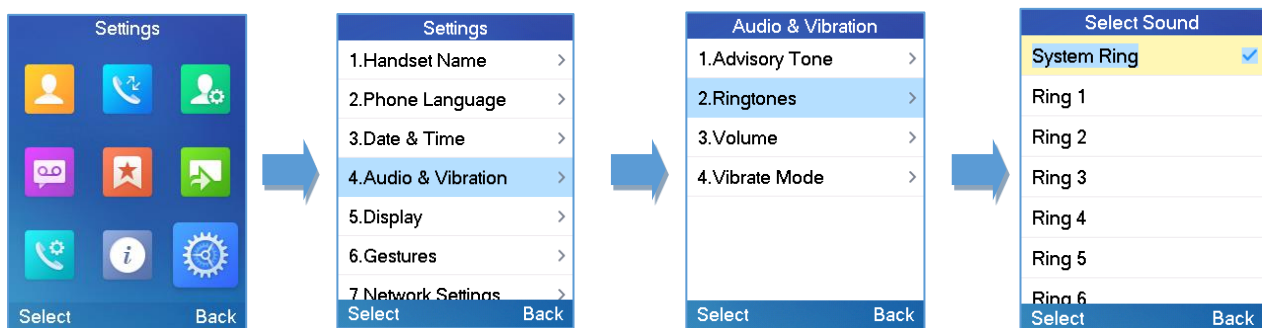 Settings
Select Back
Settings
1.Handset Name
2.Phone Language
3.Date & Time
4.Audio & Vibration
5.Display
6.Gestures
7.Network Settings
Select Back
Audio & Vibration
1.Advisory Tone
2.Ringtones
3.Volume
4.Vibrate Mode
Select Back
Select Sound
System Ring
Ring 1
Ring 2
Ring 3
Ring 4
Ring 5
Ring 6
Select Back